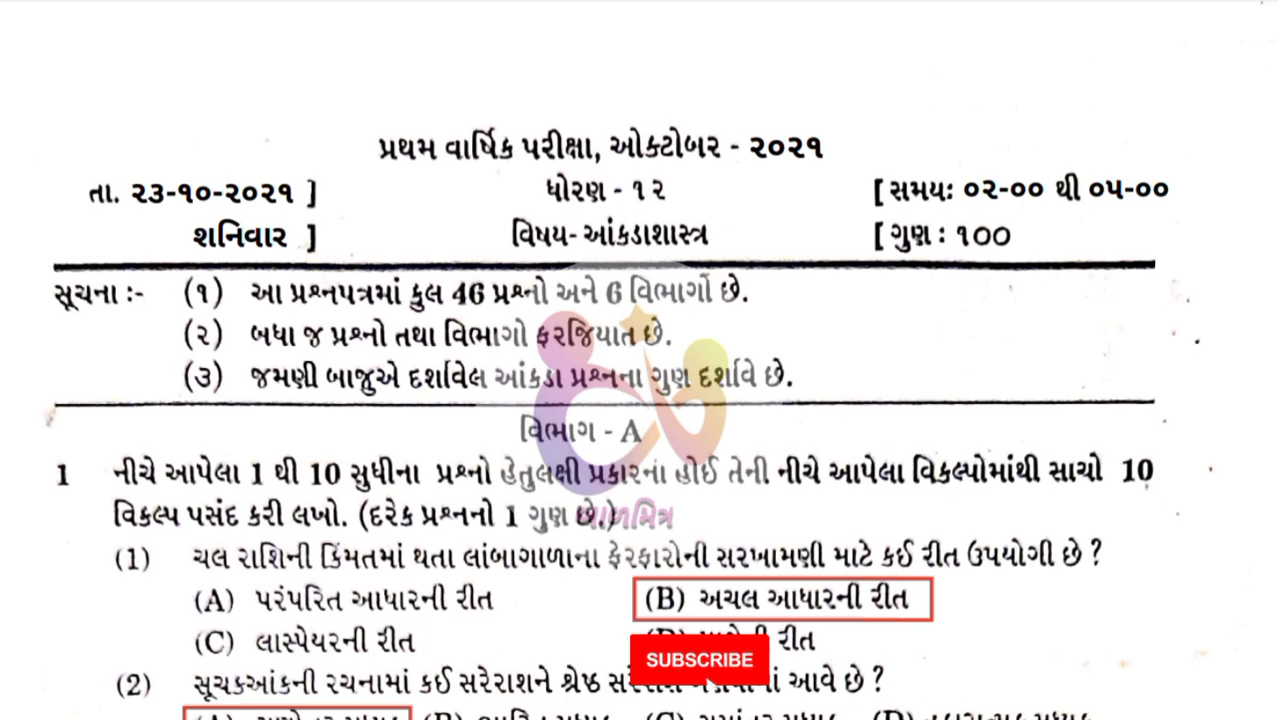 પ્રથમ વાર્ષિક પરીક્ષા, ઓક્ટોબર - ૨૦૨૧
તા. ૨૩-૧૦-૨૦૨૧ ] ધોરણ - ૧૨ [ સમયઃ ૦૨-૦૦ થી ૦૫-૦૦
શનિવાર ] વિષય- આંકડાશાસ્ત્ર [ ગુણ : ૧૦૦
સૂચના :- (૧) આ પ્રશ્નપત્રમાં કુલ 46 પ્રશ્નો અને 6 વિભાગો છે.
(૨) બધા જ પ્રશ્નો તથા વિભાગો ફરજિયાત છે.
(૩) જમણી બાજુએ દર્શાવેલ આંકડા પ્રશ્નના ગુણ દર્શાવે છે.
વિભાગ - A
1 નીચે આપેલા 1 થી 10 સુધીના પ્રશ્નો હેતુલક્ષી પ્રકારનાં હોઈ તેની નીચે આપેલા વિકલ્પોમાંથી સાચો 10
વિકલ્પ પસંદ કરી લખો. (દરેક પ્રશ્નનો 1 ગુણ છે.)
(1) ચલ રાશિની કિંમતમાં થતા લાંબાગાળાના ફેરફારોની સરખામણી માટે કઈ રીત ઉપયોગી છે ?
(A) પરંપરિત આધારની રીત (B) અચલ આધારની રીત
(C) લાસ્પેયરની રીત રીત
SUBSCRIBE
(2) સૂચકઆંકની રચનામાં કઈ સરેરાશને શ્રેષ્ઠ આવે છે ?